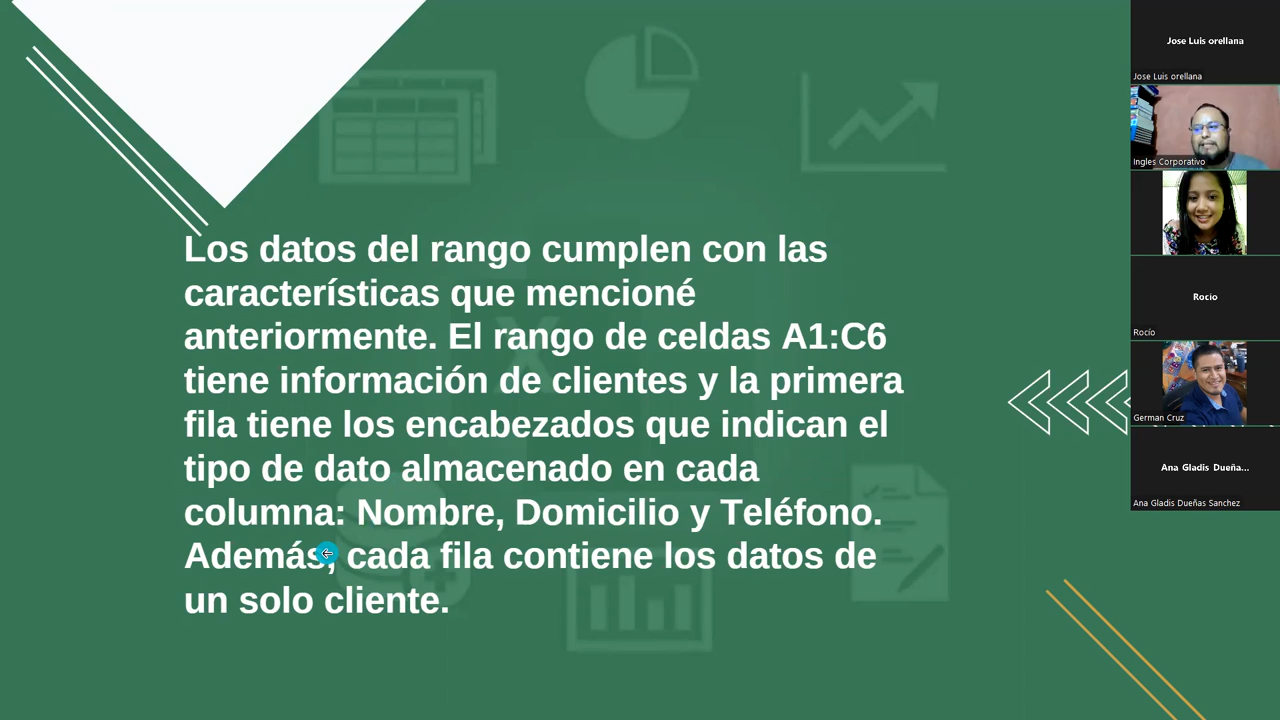 Los datos del rango cumplen con las
características que mencioné
anteriormente. El rango de celdas A1:C6
tiene información de clientes y la primera
fila tiene los encabezados que indican el
tipo de dato almacenado en cada
columna: Nombre, Domicilio y Teléfono.
Además, cada fila contiene los datos de
un solo cliente.
Jose Luis orellana
Jose Luis orellana
Ingles Corporativo
Rocío
Rocío
German Cruz
Ana Gladis Dueña...
Ana Gladis Dueñas Sanchez